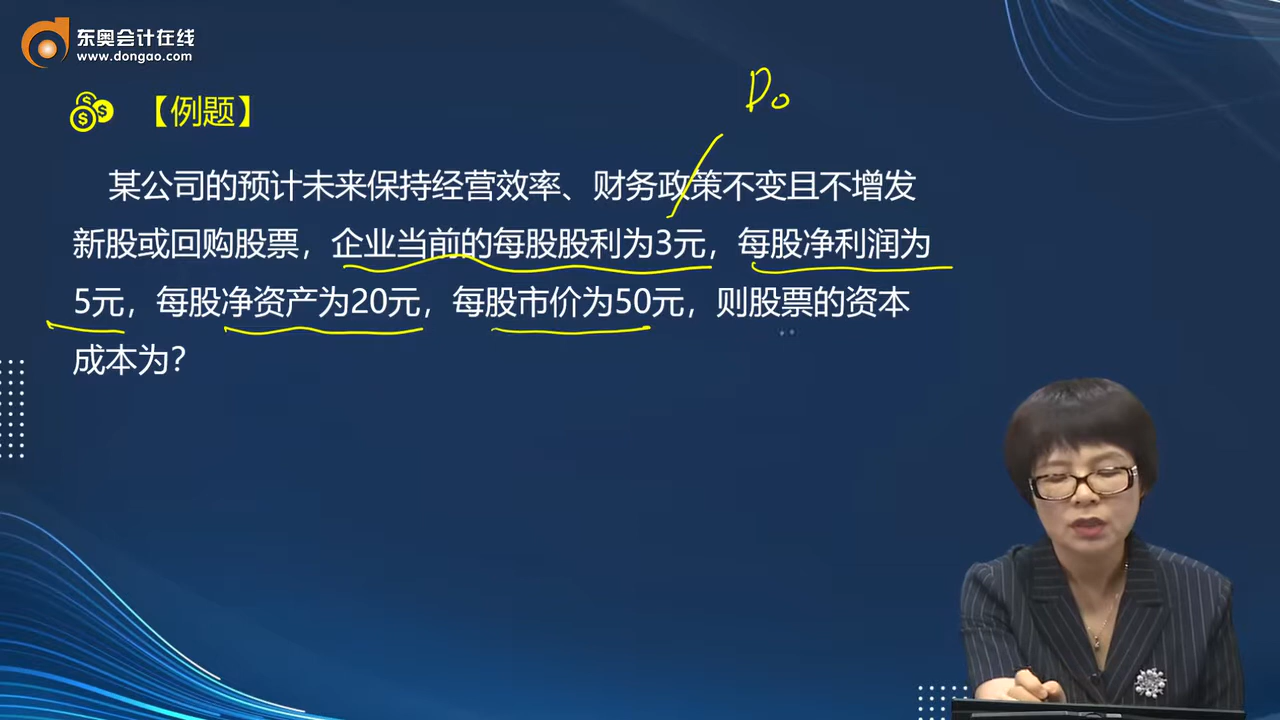 东奥会计在线
www.dongao.com
【例题】
D₀
某公司的预计未来保持经营效率、财务政策不变且不增发
新股或回购股票，企业当前的每股股利为3元，每股净利润为
5元，每股净资产为20元，每股市价为50元，则股票的资本
成本为？